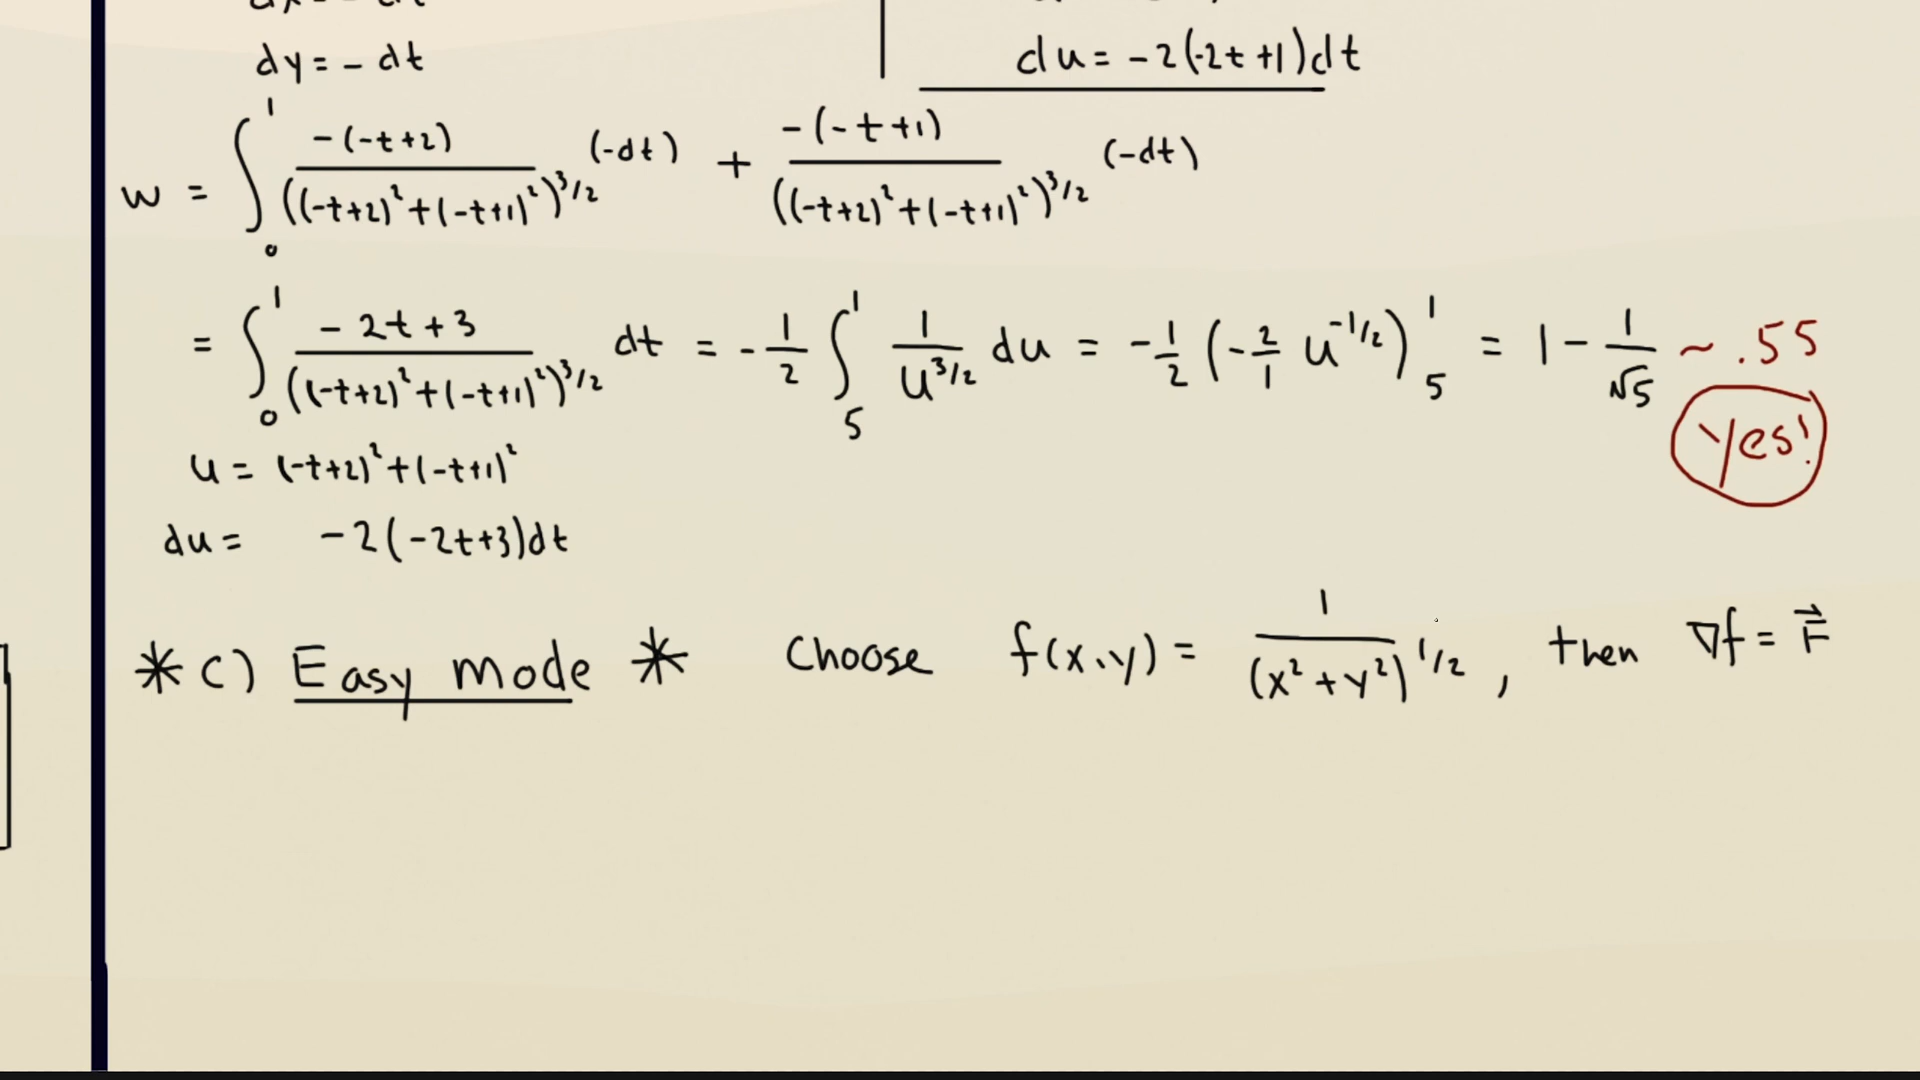 dy = - dt
du = -2(-2t+1)dt
w = ∫₀¹ -(-t+2) / ((-t+2)²+(-t+1)²)^3/2 (-dt) + -(-t+1) / ((-t+2)²+(-t+1)²)^3/2 (-dt)
= ∫₀¹ -2t+3 / ((-t+2)²+(-t+1)²)^3/2 dt = -1/2 ∫₅¹ 1/u^3/2 du = -1/2 (-2/1 u^-1/2)₅¹ = 1 - 1/√5 ~ .55
Yes!
u = (-t+2)²+(-t+1)²
du = -2(-2t+3)dt
*c) Easy mode * Choose f(x,y) = 1/(x²+y²)^1/2 , then ∇f = F⃗